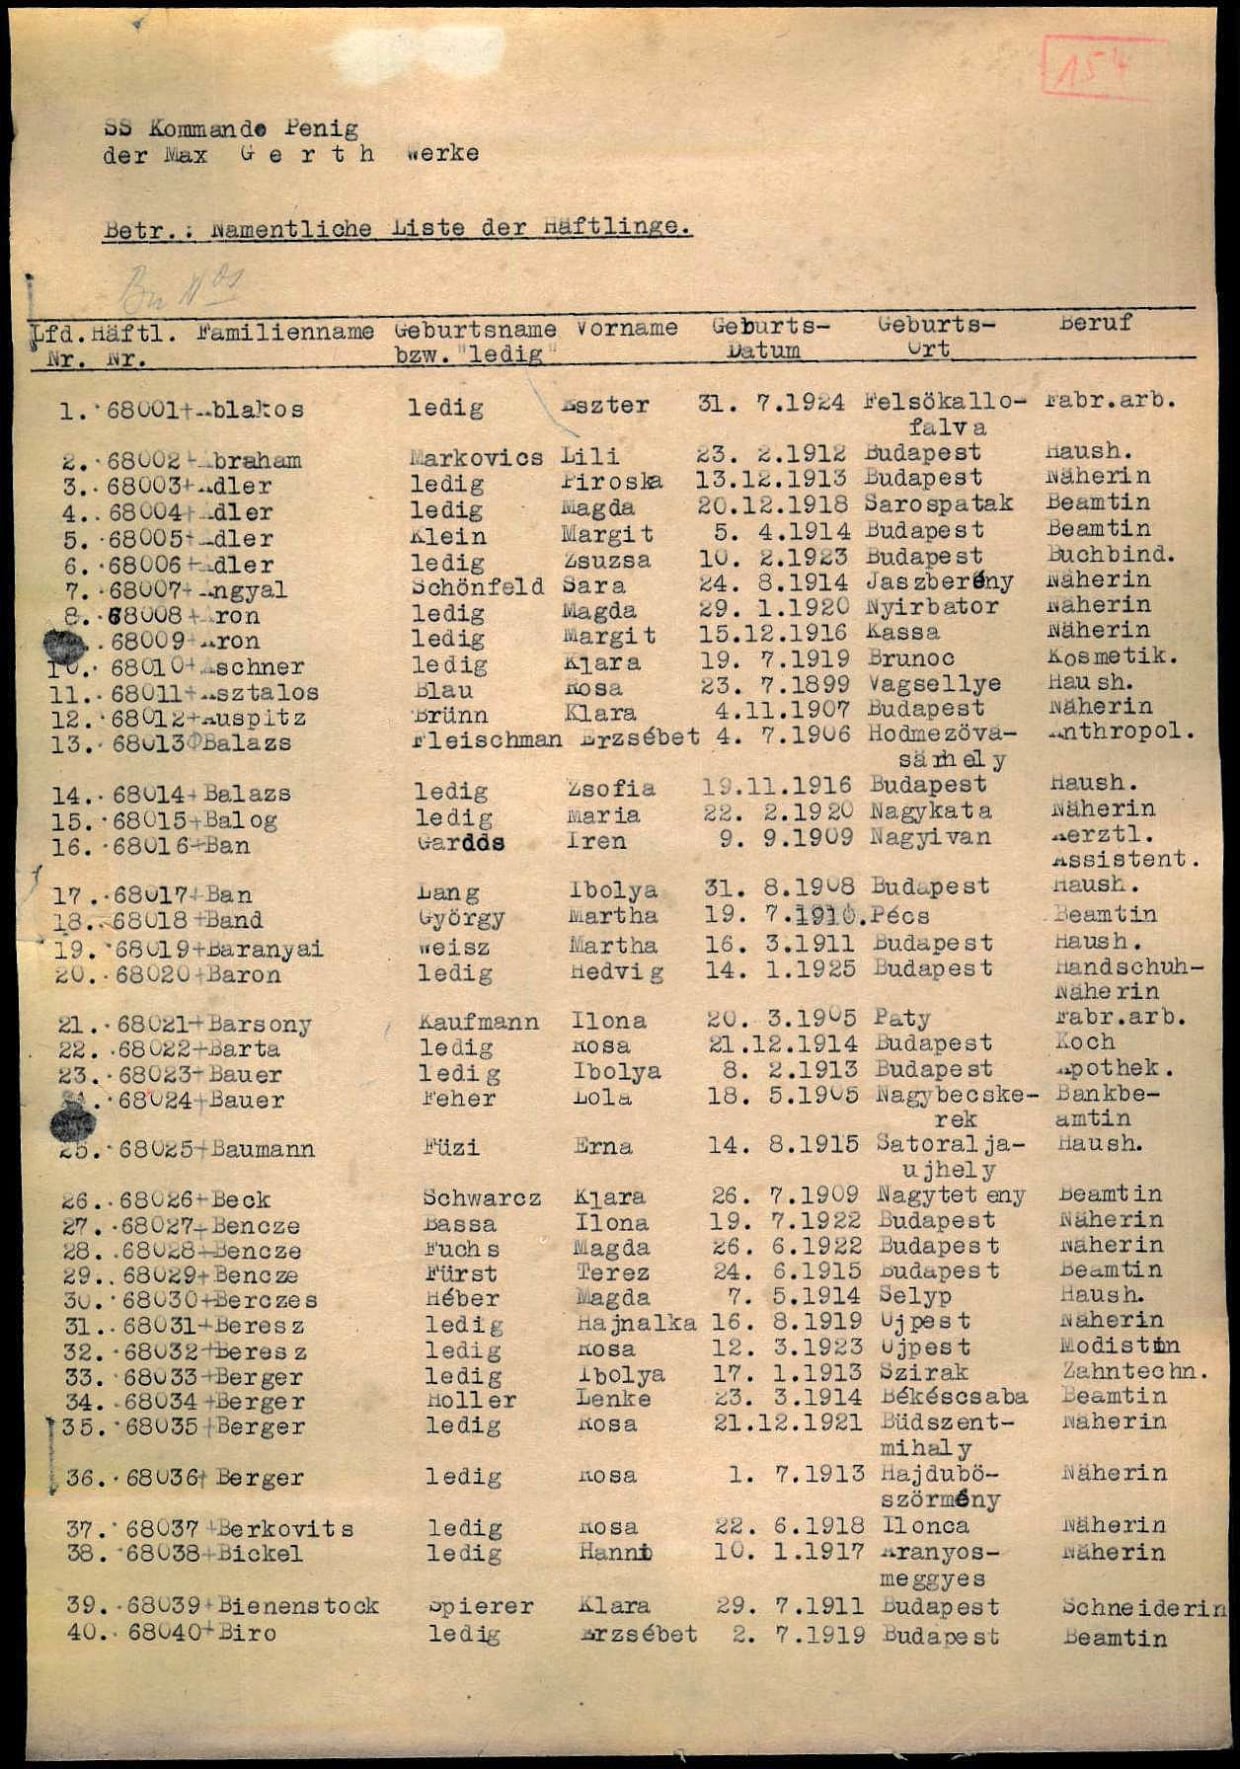 154
SS Kommando Penig
der Max G e r t h Werke
Betr.: Namentliche Liste der Häftlinge.
Lfd. Häftl. Familienname Geburtsname Vorname Geburts- Geburts- Beruf
Nr. Nr. bzw. "ledig" Datum Ort
1. 68001+Ablakos ledig Eszter 31. 7.1924 Felsökallo- Fabr.arb.
falva
2. 68002+Abraham Markovics Lili 23. 2.1912 Budapest Haush.
3. 68003+Adler ledig Piroska 13.12.1913 Budapest Näherin
4. 68004+Adler ledig Magda 20.12.1918 Sarospatak Beamtin
5. 68005+Adler Klein Margit 5. 4.1914 Budapest Beamtin
6. 68006+Adler ledig Zsuzsa 10. 2.1923 Budapest Buchbind.
7. 68007+Angyal Schönfeld Sara 24. 8.1914 Jaszberény Näherin
8. 68008+Aron ledig Magda 29. 1.1920 Nyirbator Näherin
68009+Aron ledig Margit 15.12.1916 Kassa Näherin
10. 68010+Aschner ledig Klara 19. 7.1919 Brunoc Kosmetik.
11. 68011+Asztalos Blau Rosa 23. 7.1899 Vagsellye Haush.
12. 68012+Auspitz Brünn Klara 4.11.1907 Budapest Näherin
13. 68013 Balazs Fleischman Erzsébet 4. 7.1906 Hodmezöva- Anthropol.
särhely
14. 68014+Balazs ledig Zsofia 19.11.1916 Budapest Haush.
15. 68015+Balog ledig Maria 22. 2.1920 Nagykata Näherin
16. 68016+Ban Gardos Iren 9. 9.1909 Nagyivan Aerztl.
Assistent.
17. 68017+Ban Lang Ibolya 31. 8.1908 Budapest Haush.
18. 68018+Band György Martha 19. 7.1910. Pécs Beamtin
19. 68019+Baranyai Weisz Martha 16. 3.1911 Budapest Haush.
20. 68020+Baron ledig Hedvig 14. 1.1925 Budapest Handschuh-
Näherin
21. 68021+Barsony Kaufmann Ilona 20. 3.1905 Paty Fabr.arb.
22. 68022+Barta ledig Rosa 21.12.1914 Budapest Koch
23. 68023+Bauer ledig Ibolya 8. 2.1913 Budapest Apothek.
24. 68024+Bauer Feher Lola 18. 5.1905 Nagybecske- Bankbe-
rek amtin
25. 68025+Baumann Füzi Erna 14. 8.1915 Satoralja- Haush.
ujhely
26. 68026+Beck Schwarcz Klara 26. 7.1909 Nagyteteny Beamtin
27. 68027+Bencze Bassa Ilona 19. 7.1922 Budapest Näherin
28. 68028+Bencze Fuchs Magda 26. 6.1922 Budapest Näherin
29. 68029+Bencze Fürst Terez 24. 6.1915 Budapest Beamtin
30. 68030+Berczes Héber Magda 7. 5.1914 Selyp Haush.
31. 68031+Beresz ledig Hajnalka 16. 8.1919 Ujpest Näherin
32. 68032+Beresz ledig Rosa 12. 3.1923 Ujpest Modistin
33. 68033+Berger ledig Ibolya 17. 1.1913 Szirak Zahntechn.
34. 68034+Berger Holler Lenke 23. 3.1914 Békéscsaba Beamtin
35. 68035+Berger ledig Rosa 21.12.1921 Büdszent- Näherin
mihaly
36. 68036+ Berger ledig Rosa 1. 7.1913 Hajdubö- Näherin
szörmény
37. 68037+Berkovits ledig Rosa 22. 6.1918 Ilonca Näherin
38. 68038+Bickel ledig Hanni 10. 1.1917 Aranyos- Näherin
meggyes
39. 68039+Bienenstock Spierer Klara 29. 7.1911 Budapest Schneiderin
40. 68040+Biro ledig Erzsébet 2. 7.1919 Budapest Beamtin